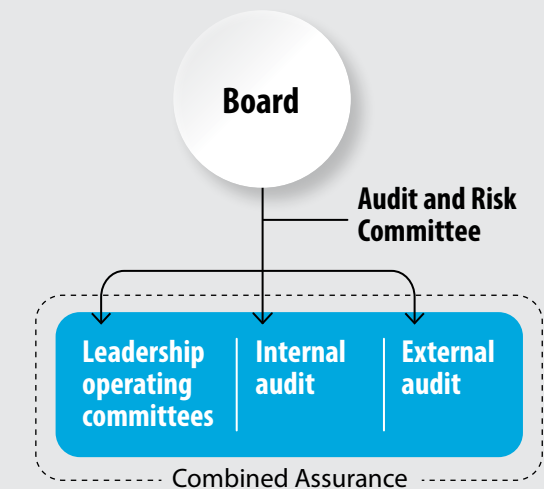 Board
Audit and Risk
Committee
Leadership
operating
committees
Internal
audit
External
audit
Combined Assurance